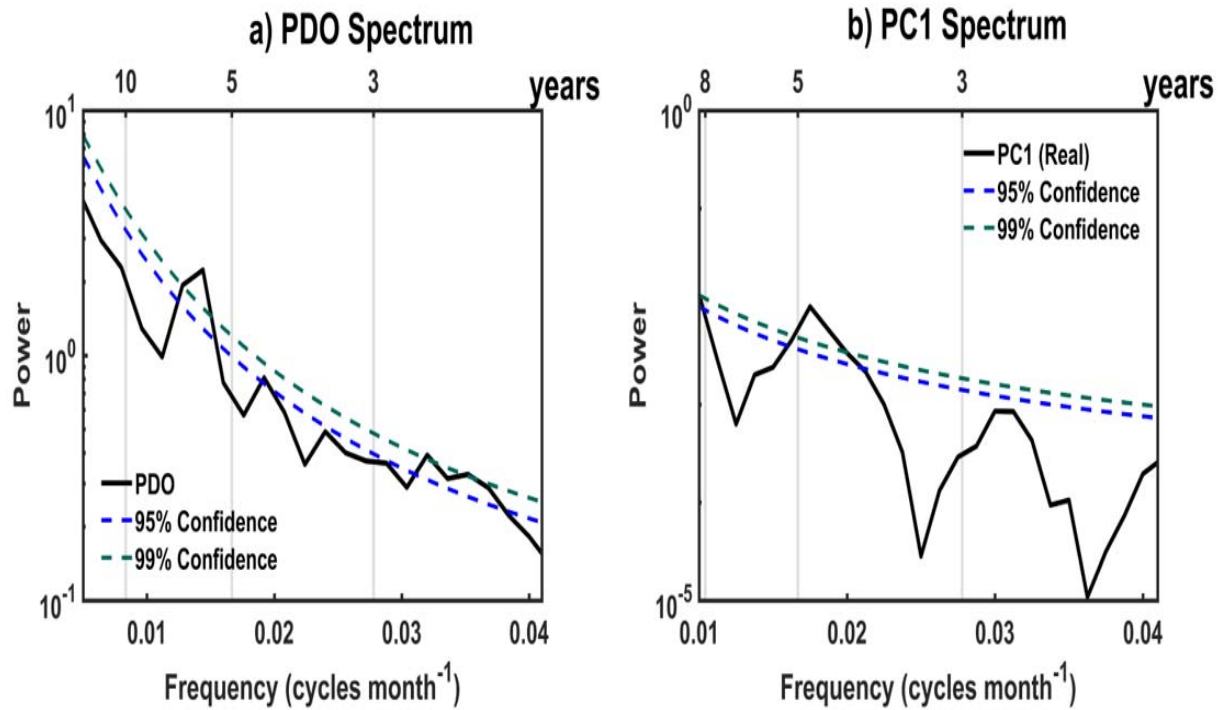 a) PDO Spectrum
10 5 3 years
10^1
10^0
10^-1
Power
PDO
95% Confidence
99% Confidence
0.01 0.02 0.03 0.04
Frequency (cycles month^-1)
b) PC1 Spectrum
8 5 3 years
10^0
10^-5
Power
PC1 (Real)
95% Confidence
99% Confidence
0.01 0.02 0.03 0.04
Frequency (cycles month^-1)